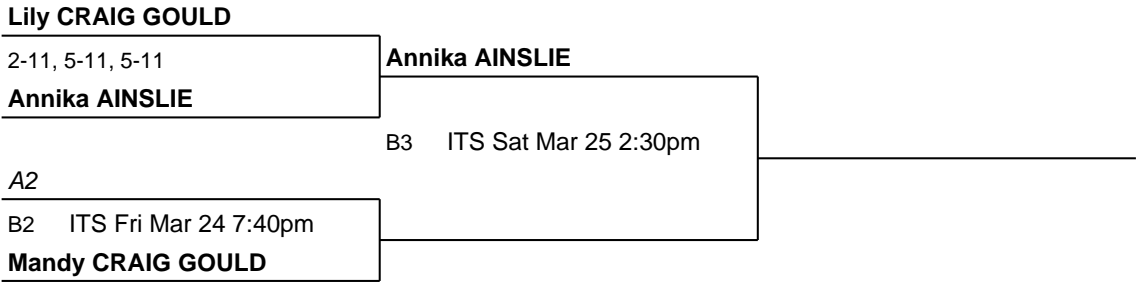 Lily CRAIG GOULD
2-11, 5-11, 5-11
Annika AINSLIE
Annika AINSLIE
B3 ITS Sat Mar 25 2:30pm
A2
B2 ITS Fri Mar 24 7:40pm
Mandy CRAIG GOULD